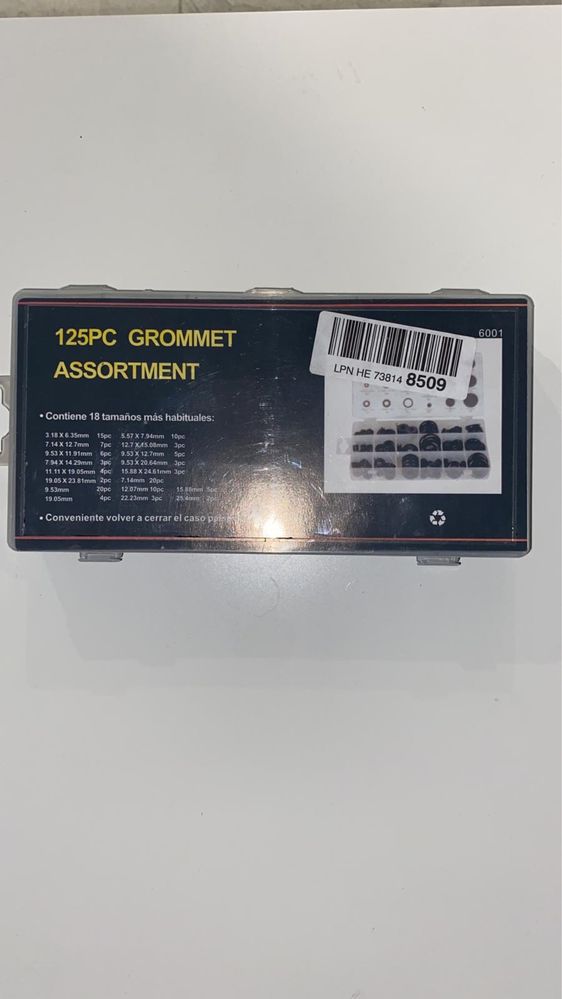 125PC GROMMET
ASSORTMENT
6001
LPN HE 73814 8509
• Contiene 18 tamaños más habituales:
3.18 X 6.35mm 15pc 5.57 X 7.94mm 10pc
7.14 X 12.7mm 7pc 12.7 X 15.08mm 3pc
9.53 X 11.91mm 6pc 9.53 X 12.7mm 5pc
7.94 X 14.29mm 3pc 9.53 X 20.64mm 3pc
11.11 X 19.05mm 4pc 15.88 X 24.61mm 3pc
19.05 X 23.81mm 2pc 7.14mm 20pc
9.53mm 20pc 12.07mm 10pc 15.88mm 5pc
19.05mm 4pc 22.23mm 3pc 25.4mm 2pc
• Conveniente volver a cerrar el caso